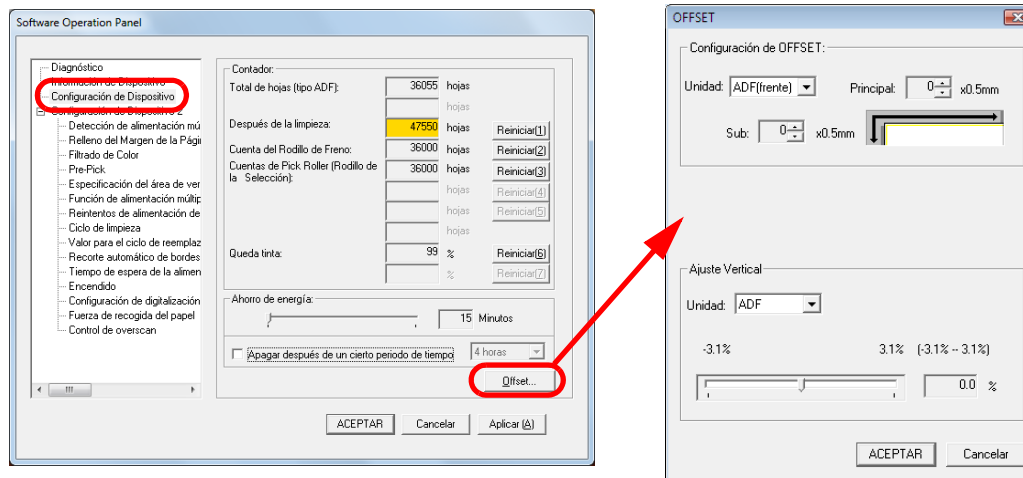 Software Operation Panel
Diagnóstico
Información de Dispositivo
Configuración de Dispositivo
Configuración de Dispositivo 2
Detección de alimentación mú
Relleno del Margen de la Pági
Filtrado de Color
Pre-Pick
Especificación del área de ver
Función de alimentación múltip
Reintentos de alimentación de
Ciclo de limpieza
Valor para el ciclo de reemplaz
Recorte automático de bordes
Tiempo de espera de la alimen
Encendido
Configuración de digitalización
Fuerza de recogida del papel
Control de overscan
Contador:
Total de hojas (tipo ADF): 36055 hojas
hojas
Después de la limpieza: 47550 hojas Reiniciar(1)
Cuenta del Rodillo de Freno: 36000 hojas Reiniciar(2)
Cuentas de Pick Roller (Rodillo de la Selección): 36000 hojas Reiniciar(3)
hojas Reiniciar(4)
hojas Reiniciar(5)
hojas
Queda tinta: 99 % Reiniciar(6)
% Reiniciar(7)
Ahorro de energía:
15 Minutos
Apagar después de un cierto periodo de tiempo 4 horas
Offset...
ACEPTAR Cancelar Aplicar (A)
OFFSET
Configuración de OFFSET:
Unidad: ADF(frente) Principal: 0 x0.5mm
Sub: 0 x0.5mm
Ajuste Vertical
Unidad: ADF
-3.1% 3.1% (-3.1% -- 3.1%)
0.0 %
ACEPTAR Cancelar